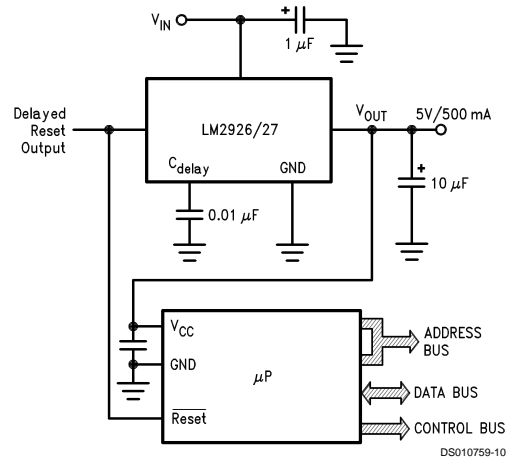 V_IN
+
1 µF
Delayed
Reset
Output
LM2926/27
V_OUT
5V/500 mA
C_delay
GND
+
10 µF
0.01 µF
V_CC
GND
µP
Reset
ADDRESS
BUS
DATA BUS
CONTROL BUS
DS010759-10